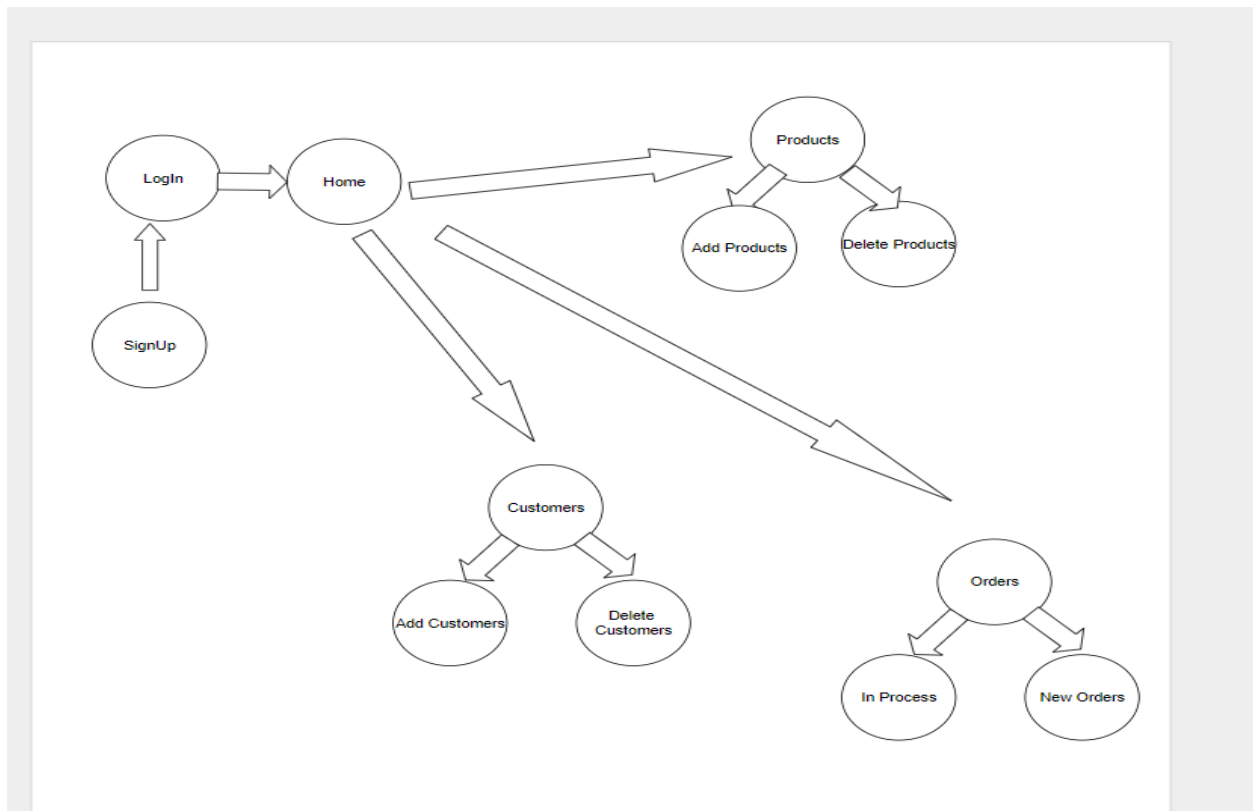 Products
LogIn
Home
Add Products
Delete Products
SignUp
Customers
Orders
Add Customers
Delete
Customers
In Process
New Orders